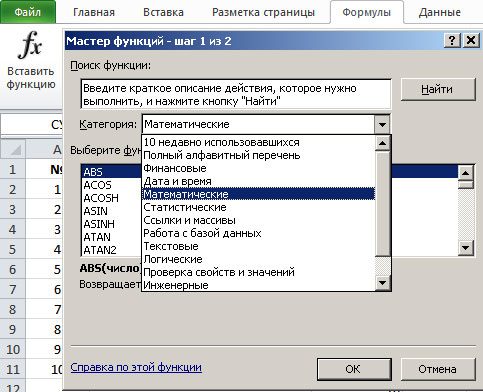 Файл Главная Вставка Разметка страницы Формулы Данные
fx
Вставить
функцию
Мастер функций - шаг 1 из 2
Поиск функции:
Введите краткое описание действия, которое нужно
выполнить, и нажмите кнопку "Найти"
Найти
Категория: Математические
10 недавно использовавшихся
Полный алфавитный перечень
Финансовые
Дата и время
Математические
Статистические
Ссылки и массивы
Работа с базой данных
Текстовые
Логические
Проверка свойств и значений
Инженерные
Выберите фун
ABS
ACOS
ACOSH
ASIN
ASINH
ATAN
ATAN2
ABS(число
Возвращает
Справка по этой функции
ОК
Отмена
СУ
A
1 №
2 1
3 2
4 3
5 4
6 5
7 6
8 7
9 8
10 9
11 10
12